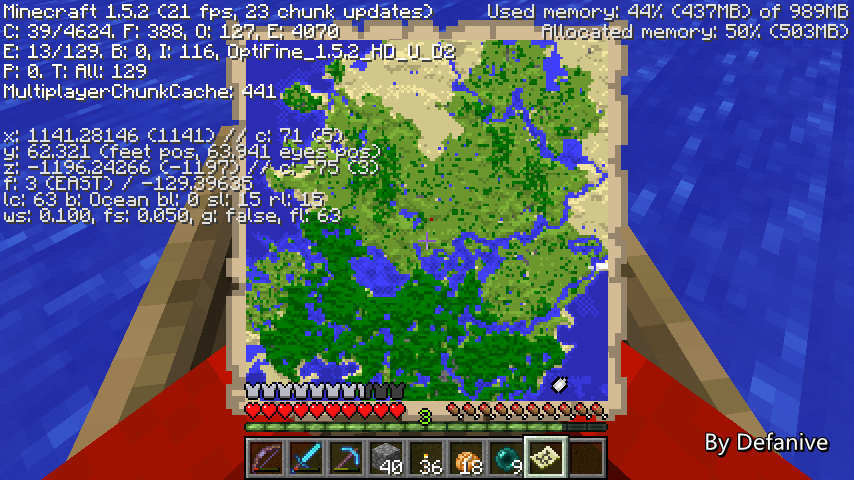 Minecraft 1.5.2 (21 fps, 23 chunk updates)
C: 39/4624, F: 388, O: 127, E: 4070
E: 13/129. B: 0, I: 116, OptiFine_1.5.2_HD_U_D2
P: 0. T: All: 129
MultiplayerChunkCache: 441
Used memory: 44% (437MB) of 989MB
Allocated memory: 50% (503MB)
x: 1141.28146 (1141) // c: 71 (5)
y: 62.321 (feet pos, 63.941 eyes pos)
z: -1196.24266 (-1197) // c: -75 (3)
f: 3 (EAST) / -129.39635
lc: 63 b: Ocean bl: 0 sl: 15 rl: 15
ws: 0.100, fs: 0.050, g: false, fl: 63
8
40
36
18
9
By Defanive